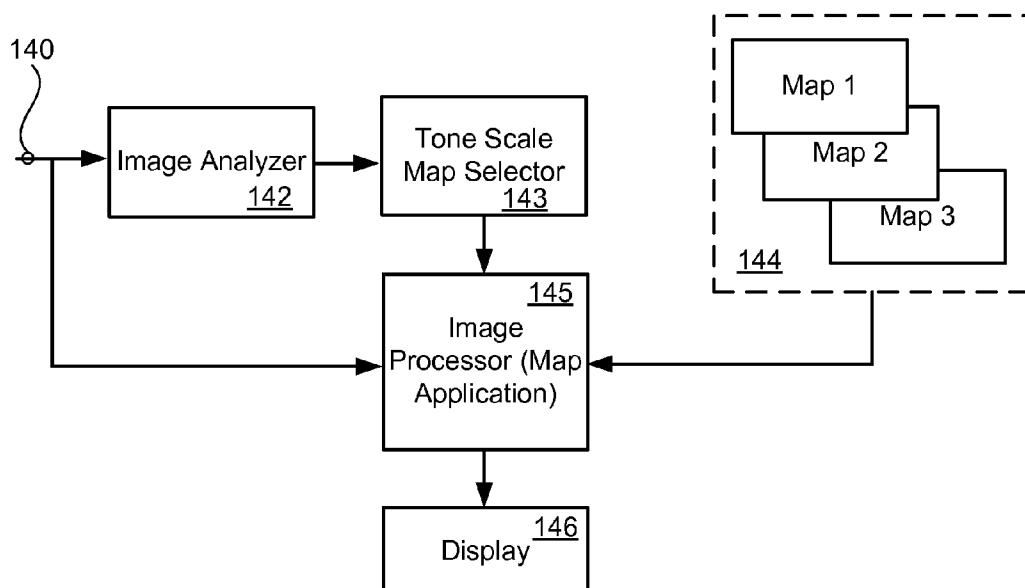 140
Image Analyzer
142
Tone Scale
Map Selector
143
Map 1
Map 2
Map 3
144
145
Image
Processor (Map
Application)
146
Display